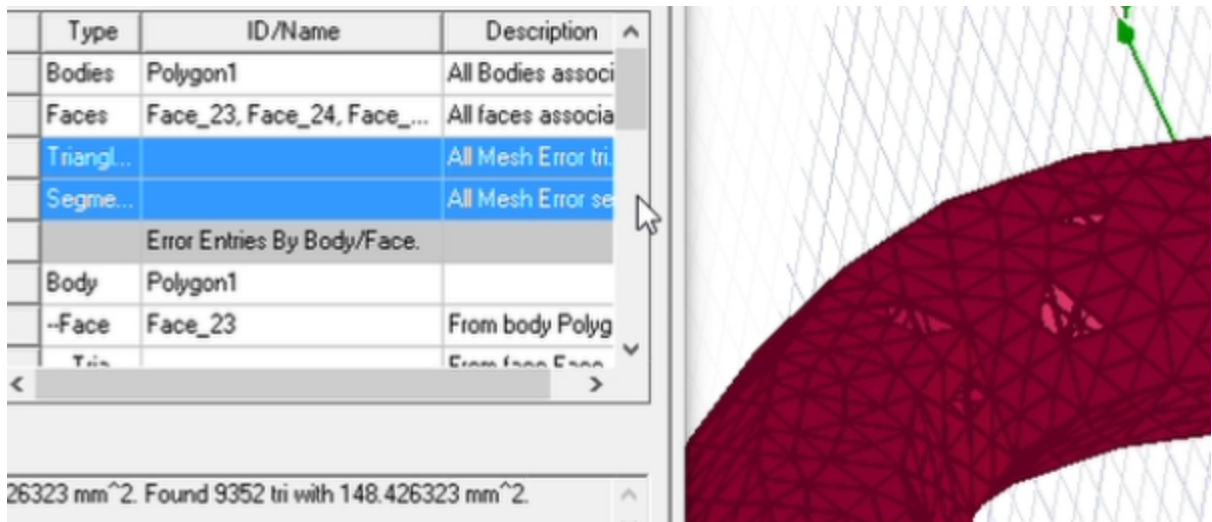 Type ID/Name Description
Bodies Polygon1 All Bodies associ
Faces Face_23, Face_24, Face_... All faces associa
Triangl... All Mesh Error tri.
Segme... All Mesh Error se
Error Entries By Body/Face.
Body Polygon1
--Face Face_23 From body Polyg
26323 mm^2. Found 9352 tri with 148.426323 mm^2.